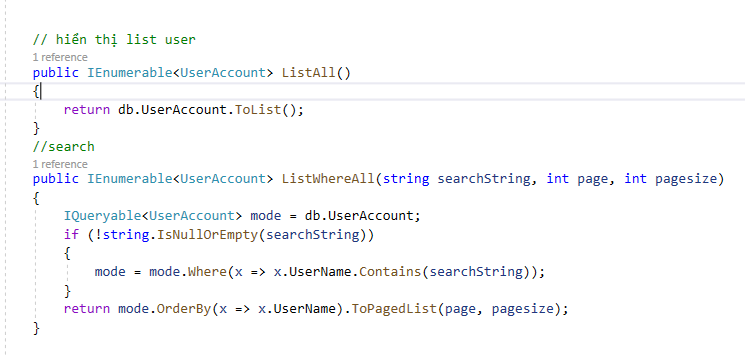 // hiển thị list user
1 reference
public IEnumerable<UserAccount> ListAll()
{
return db.UserAccount.ToList();
}
//search
1 reference
public IEnumerable<UserAccount> ListWhereAll(string searchString, int page, int pagesize)
{
IQueryable<UserAccount> mode = db.UserAccount;
if (!string.IsNullOrEmpty(searchString))
{
mode = mode.Where(x => x.UserName.Contains(searchString));
}
return mode.OrderBy(x => x.UserName).ToPagedList(page, pagesize);
}